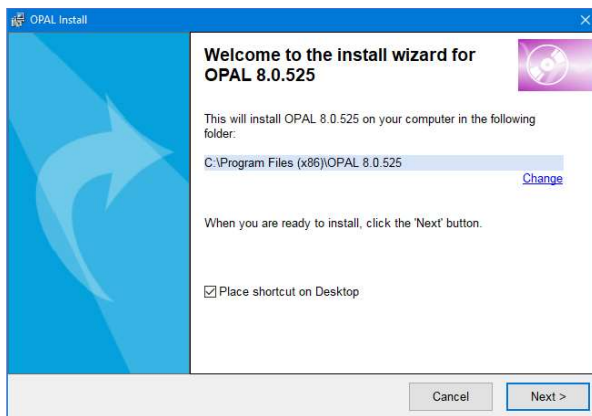 OPAL Install
Welcome to the install wizard for
OPAL 8.0.525
This will install OPAL 8.0.525 on your computer in the following
folder:
C:\Program Files (x86)\OPAL 8.0.525
Change
When you are ready to install, click the 'Next' button.
Place shortcut on Desktop
Cancel
Next >